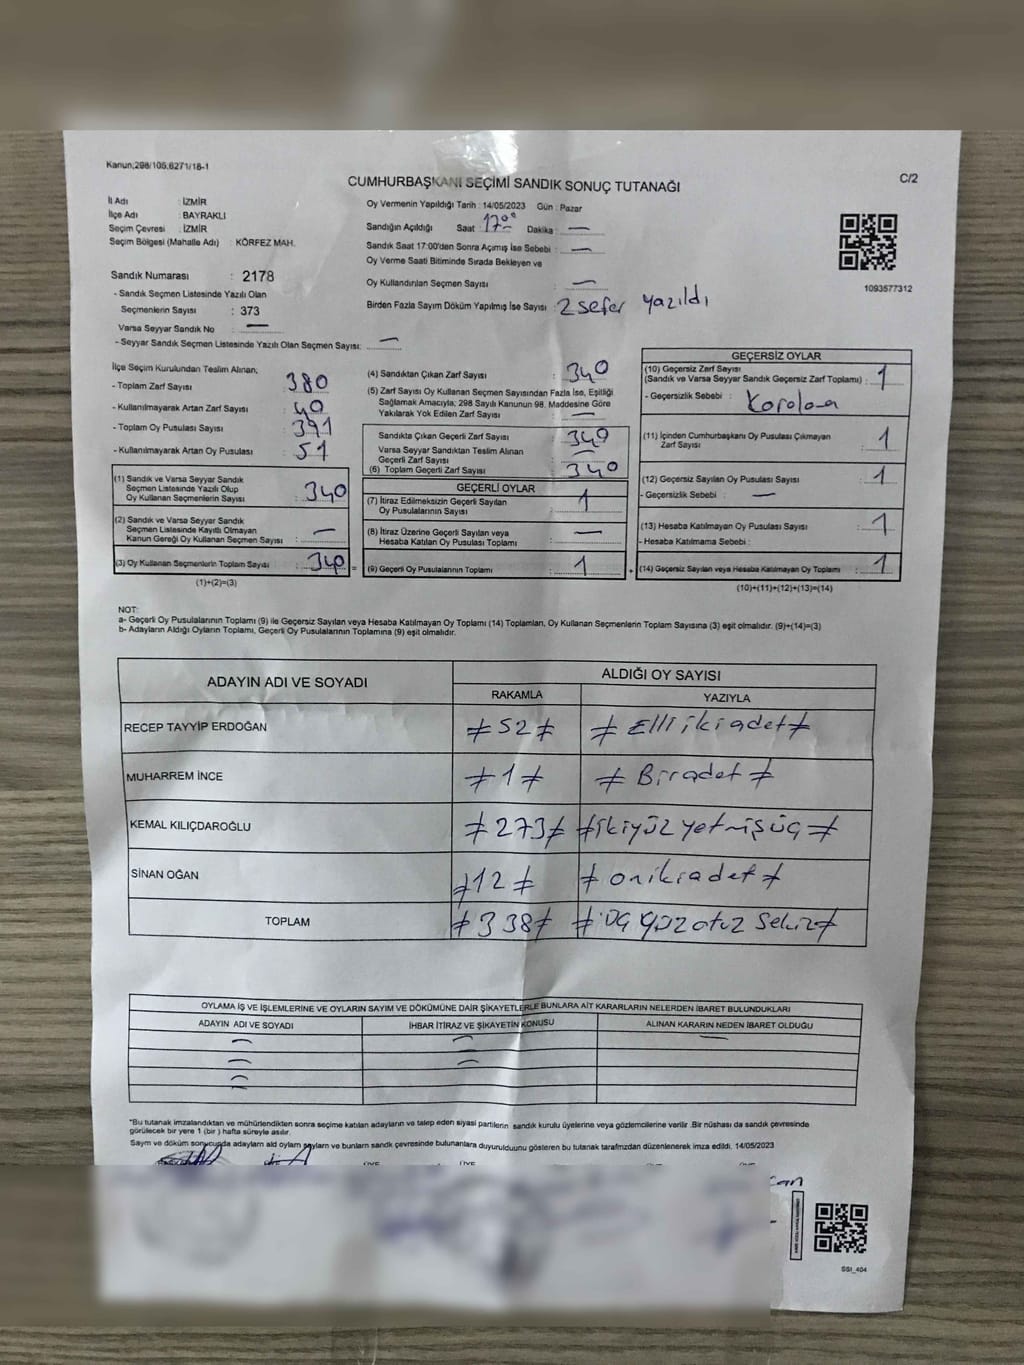 Kanun;298/105,6271/18-1
C/2
CUMHURBAŞKANI SEÇİMİ SANDIK SONUÇ TUTANAĞI
İl Adı : İZMİR
İlçe Adı : BAYRAKLI
Seçim Çevresi : İZMİR
Seçim Bölgesi (Mahalle Adı) : KÖRFEZ MAH.
Oy Vermenin Yapıldığı Tarih : 14/05/2023 Gün : Pazar
Sandığın Açıldığı Saat : 17⁰⁰ Dakika : —
Sandık Saat 17:00'den Sonra Açımış İse Sebebi : —
Oy Verme Saati Bitiminde Sırada Bekleyen ve
Oy Kullandırılan Seçmen Sayısı : —
Birden Fazla Sayım Döküm Yapılmış İse Sayısı : 2 sefer yazıldı
1093577312
Sandık Numarası : 2178
- Sandık Seçmen Listesinde Yazılı Olan
Seçmenlerin Sayısı : 373
Varsa Seyyar Sandık No : —
- Seyyar Sandık Seçmen Listesinde Yazılı Olan Seçmen Sayısı: —
İlçe Seçim Kurulundan Teslim Alınan;
- Toplam Zarf Sayısı : 380
- Kullanılmayarak Artan Zarf Sayısı : 40
- Toplam Oy Pusulası Sayısı : 391
- Kullanılmayarak Artan Oy Pusulası : 51
(1) Sandık ve Varsa Seyyar Sandık
Seçmen Listesinde Yazılı Olup
Oy Kullanan Seçmenlerin Sayısı : 340
(2) Sandık ve Varsa Seyyar Sandık
Seçmen Listesinde Kayıtlı Olmayan
Kanun Gereği Oy Kullanan Seçmen Sayısı : —
(3) Oy Kullanan Seçmenlerin Toplam Sayısı : 340 =
(1)+(2)=(3)
(4) Sandıktan Çıkan Zarf Sayısı : 340
(5) Zarf Sayısı Oy Kullanan Seçmen Sayısından Fazla İse, Eşitliği
Sağlamak Amacıyla; 298 Sayılı Kanunun 98. Maddesine Göre
Yakılarak Yok Edilen Zarf Sayısı : —
Sandıkta Çıkan Geçerli Zarf Sayısı : 340
Varsa Seyyar Sandıktan Teslim Alınan
Geçerli Zarf Sayısı : —
(6) Toplam Geçerli Zarf Sayısı : 340
GEÇERLİ OYLAR
(7) İtiraz Edilmeksizin Geçerli Sayılan
Oy Pusulalarının Sayısı : 1
(8) İtiraz Üzerine Geçerli Sayılan veya
Hesaba Katılan Oy Pusulası Toplamı : —
(9) Geçerli Oy Pusulalarının Toplamı : 1 +
GEÇERSİZ OYLAR
(10) Geçersiz Zarf Sayısı
(Sandık ve Varsa Seyyar Sandık Geçersiz Zarf Toplamı) : 1
- Geçersizlik Sebebi :
(11) İçinden Cumhurbaşkanı Oy Pusulası Çıkmayan
Zarf Sayısı : 1
(12) Geçersiz Sayılan Oy Pusulası Sayısı : 1
- Geçersizlik Sebebi : —
(13) Hesaba Katılmayan Oy Pusulası Sayısı : 1
- Hesaba Katılmama Sebebi :
(14) Geçersiz Sayılan veya Hesaba Katılmayan Oy Toplamı : 1
(10)+(11)+(12)+(13)=(14)
NOT:
a- Geçerli Oy Pusulalarının Toplamı (9) ile Geçersiz Sayılan veya Hesaba Katılmayan Oy Toplamı (14) Toplamları, Oy Kullanan Seçmenlerin Toplam Sayısına (3) eşit olmalıdır. (9)+(14)=(3)
b- Adayların Aldığı Oyların Toplamı, Geçerli Oy Pusulalarının Toplamına (9) eşit olmalıdır.
ADAYIN ADI VE SOYADI
ALDIĞI OY SAYISI
RAKAMLA YAZIYLA
RECEP TAYYİP ERDOĞAN ≠ 52 ≠ ≠ Elli iki adet ≠
MUHARREM İNCE ≠ 1 ≠ ≠ Bir adet ≠
KEMAL KILIÇDAROĞLU ≠ 273 ≠ ≠ ikiyüz yetmişüç ≠
SİNAN OĞAN ≠ 12 ≠ ≠ oniki adet ≠
TOPLAM ≠ 338 ≠ ≠ üç yüz otuz sekiz ≠
OYLAMA İŞ VE İŞLEMLERİNE VE OYLARIN SAYIM VE DÖKÜMÜNE DAİR ŞİKAYETLERLE BUNLARA AİT KARARLARIN NELERDEN İBARET BULUNDUKLARI
ADAYIN ADI VE SOYADI İHBAR İTİRAZ VE ŞİKAYETİN KONUSU ALINAN KARARIN NEDEN İBARET OLDUĞU
"Bu tutanak imzalandıktan ve mühürlendikten sonra seçime katılan adayların ve talep eden siyasi partilerin sandık kurulu üyelerine veya gözlemcilerine verilir .Bir nüshası da sandık çevresinde
görülecek bir yere 1 (bir ) hafta süreyle asılır.
Saym ve döküm sonucunda adaylarn ald oylarn saylarn ve bunlarn sandk çevresinde bulunanlara duyurulduunu gösteren bu tutanak tarafmzdan düzenlenerek imza edildi. 14/05/2023
ÜYE ÜYE
SSI_404